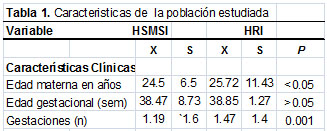 Tabla 1. Caracteristicas de la población estudiada
Variable HSMSI HRI
X S X S P
Características Clínicas
Edad materna en años 24.5 6.5 25.72 11.43 <0.05
Edad gestacional (sem) 38.47 8.73 38.85 1.27 >0.05
Gestaciones (n) 1.19 `1.6 1.47 1.4 0.001